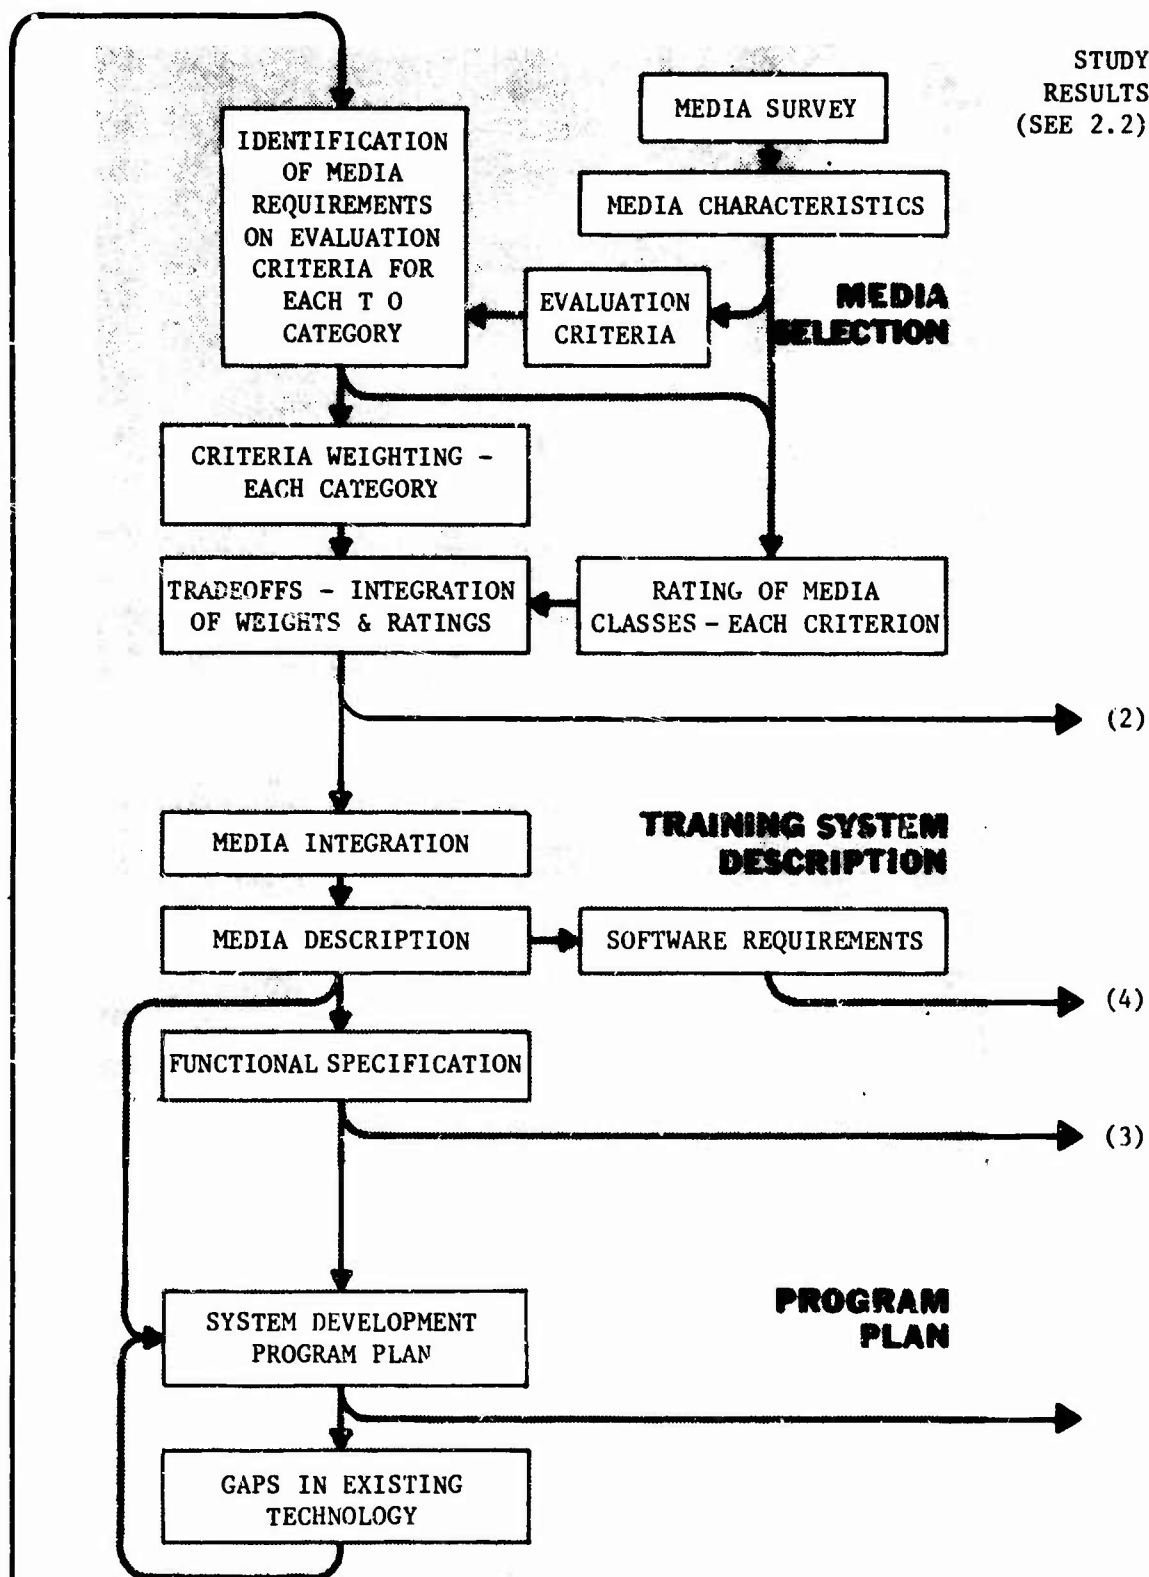 STUDY
RESULTS
(SEE 2.2)
MEDIA SURVEY
IDENTIFICATION
OF MEDIA
REQUIREMENTS
ON EVALUATION
CRITERIA FOR
EACH T O
CATEGORY
MEDIA CHARACTERISTICS
EVALUATION
CRITERIA
MEDIA
SELECTION
CRITERIA WEIGHTING -
EACH CATEGORY
TRADEOFFS - INTEGRATION
OF WEIGHTS & RATINGS
RATING OF MEDIA
CLASSES - EACH CRITERION
(2)
TRAINING SYSTEM
DESCRIPTION
MEDIA INTEGRATION
MEDIA DESCRIPTION
SOFTWARE REQUIREMENTS
(4)
FUNCTIONAL SPECIFICATION
(3)
PROGRAM
PLAN
SYSTEM DEVELOPMENT
PROGRAM PLAN
GAPS IN EXISTING
TECHNOLOGY